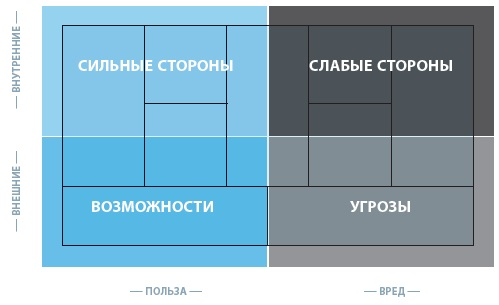 ВНУТРЕННИЕ
СИЛЬНЫЕ СТОРОНЫ
СЛАБЫЕ СТОРОНЫ
ВНЕШНИЕ
ВОЗМОЖНОСТИ
УГРОЗЫ
ПОЛЬЗА
ВРЕД